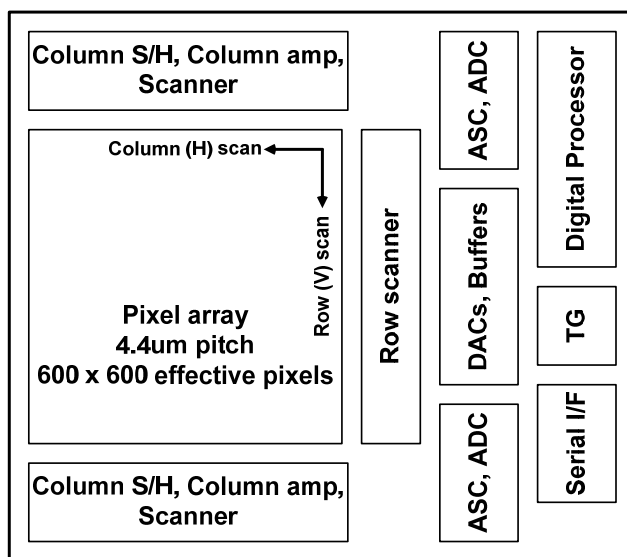 Column S/H, Column amp,
Scanner
Column (H) scan
Row (V) scan
Pixel array
4.4um pitch
600 x 600 effective pixels
Column S/H, Column amp,
Scanner
Row scanner
ASC, ADC
DACs, Buffers
ASC, ADC
Digital Processor
TG
Serial I/F